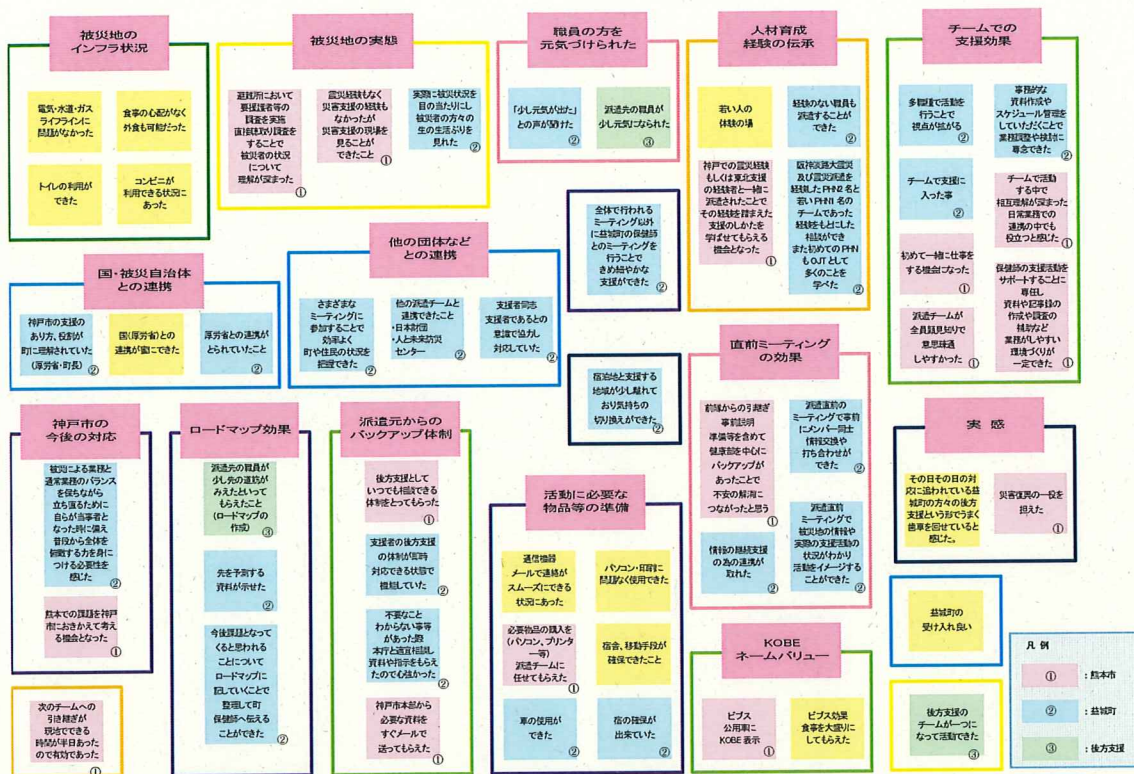 被災地の
インフラ状況
電気・水道・ガス
ライフラインに
問題がなかった
食事の心配がなく
外食も可能だった
トイレの利用が
できた
コンビニが
利用できる状況に
あった
被災地の実態
避難所において
要援護者等の
調査を実施
直接聴取り調査を
することで
被災者の状況
について
理解が深まった
①
震災経験もなく
災害支援の経験も
なかったが
災害支援の現場を
見ることが
できたこと
①
実際に被災状況を
目の当たりにし
被災者の方々の
生の生活ぶりを
見れた
②
職員の方を
元気づけられた
「少し元気が出た」
との声が聞けた
②
派遣先の職員が
少し元気になられた
③
人材育成
経験の伝承
若い人の
体験の場
経験のない職員も
派遣することが
できた
②
神戸での震災経験
もしくは東北支援
の経験者と一緒に
派遣されたことで
その経験を踏まえた
支援のしかたを
学ばせてもらえる
機会となった
①
阪神淡路大震災
及び震災派遣を
経験したPHN2名と
若いPHN1名の
チームであった
経験をもとにした
相談ができ
また初めてのPHN
もOJTとして
多くのことを
学べた
②
チームでの
支援効果
多職種で活動を
行うことで
視点が拡がる
②
事務的な
資料作成や
スケジュール管理を
していただくことで
業務調整や検討に
専念できた
②
チームで支援に
入った事
②
チームで活動
する中で
相互理解が深まった
日常業務での
連携の中でも
役立つと感じた
①
初めて一緒に仕事を
する機会になった
①
保健師の支援活動を
サポートすることに
専任し
資料や記事録の
作成や調査の
補助など
業務がしやすい
環境づくりが
一定できた
①
派遣チームが
全員顔見知りで
意思疎通
しやすかった
①
国・被災自治体
との連携
神戸市の支援の
あり方、役割が
町に理解されていた
(厚労省・町長)
②
国(厚労省)との
連携が密にできた
厚労省との連携が
とられていたこと
②
他の団体など
との連携
さまざまな
ミーティングに
参加することで
効率よく
町や住民の状況を
把握できた
②
他の派遣チームと
連携できたこと
・日本財団
・人と未来防災
センター
②
支援者同志
支援者であるとの
意識で協力し
対応していた
②
全体で行われる
ミーティング以外
に益城町の保健師
とのミーティングを
行うことで
きめ細やかな
支援ができた
②
宿泊地と支援する
地域が少し離れて
おり気持ちの
切り換えができた
②
直前ミーティング
の効果
前隊からの引継ぎ
事前説明
準備等を含めて
健康部を中心に
バックアップが
あったことで
不安の解消に
つながったと思う
①
派遣直前の
ミーティングで事前
にメンバー同士
情報交換や
打ち合わせが
できた
②
情報の継続支援
の為の連携が
取れた
②
派遣直前
ミーティングで
被災地の情報や
実際の支援活動の
状況がわかり
活動をイメージする
ことができた
②
神戸市の
今後の対応
被災による業務と
通常業務のバランス
を保ちながら
立ち直るために
自らが当事者と
なった時に備え
普段から全体を
俯瞰する力を身に
つける必要性を
感じた
②
熊本での課題を神戸
市におきかえて考え
る機会となった
①
次のチームへの
引き継ぎが
現地でできる
時間が半日あった
ので有効であった
①
ロードマップ効果
派遣先の職員が
少し先の道筋が
みえたといって
もらえたこと
(ロードマップの
作成)
③
先を予測する
資料が示せた
②
今後課題となって
くると思われる
ことについて
ロードマップに
記していくことで
整理して町
保健師へ伝える
ことができた
②
派遣元からの
バックアップ体制
後方支援として
いつでも相談できる
体制をとってもらった
①
支援者の後方支援
の体制が即時
対応できる状態で
機能していた
②
不要なこと
わからない事等
があった際
本庁と適宜相談し
資料や指示をもらえ
たので心強かった
②
神戸市本部から
必要な資料を
すぐメールで
送ってもらえた
①
活動に必要な
物品等の準備
通信機器
メールで連絡が
スムーズにできる
状況にあった
パソコン・印刷に
問題なく使用できた
必要物品の購入を
(パソコン、プリンタ
ー等)
派遣チームに
任せてもらえた
①
宿舎、移動手段が
確保できたこと
車の使用が
できた
②
宿の確保が
出来ていた
②
KOBE
ネームバリュー
ビブス
公用車に
KOBE表示
①
ビブス効果
食事を大盛りに
してもらえた
実感
その日その日の対
応に追われている益
城町の方々の後方
支援という形でうまく
歯車を回せていると
感じた。
災害復興の一役を
担えた
①
益城町の
受け入れ良い
後方支援の
チームが一つに
なって活動できた
③
凡例
① :熊本市
② :益城町
③ :後方支援